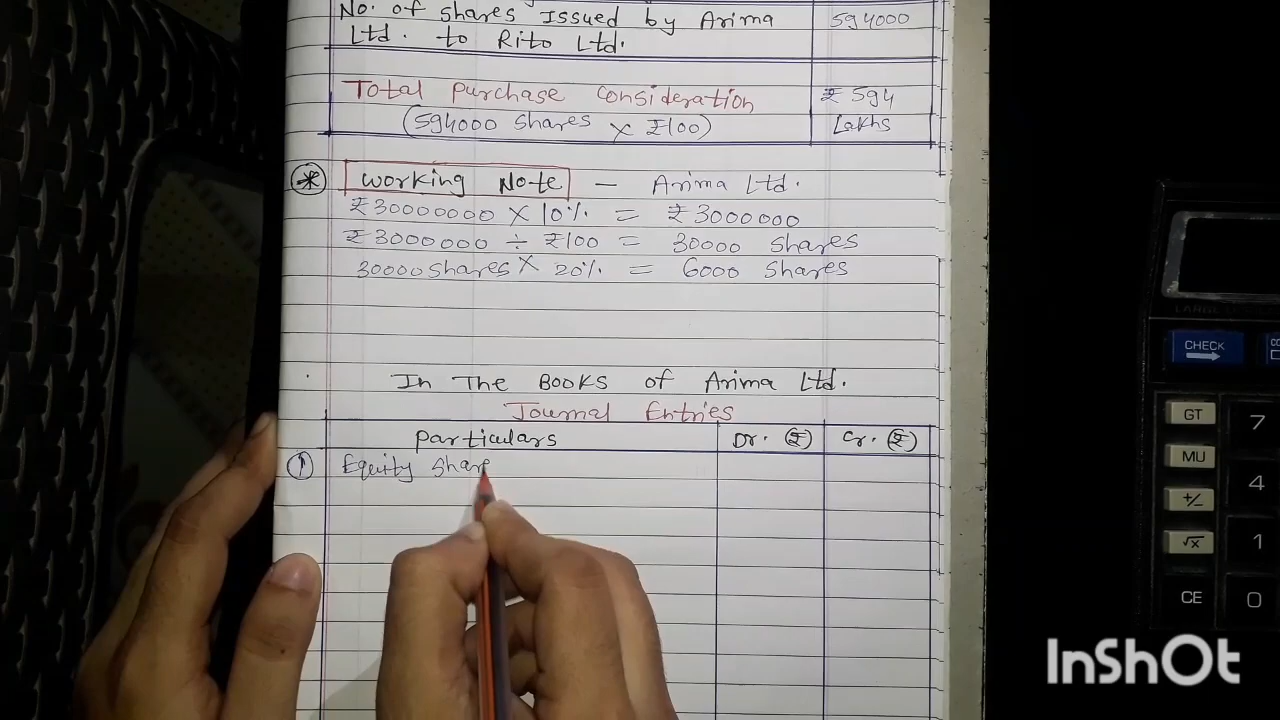 No. of shares Issued by Arima 594000
Ltd. to Rito Ltd.
Total purchase consideration ₹ 594
(594000 shares × ₹100) Lakhs
* Working Note — Arima Ltd.
₹30000000 × 10% = ₹3000000
₹3000000 ÷ ₹100 = 30000 shares
30000 shares × 20% = 6000 shares
In The Books of Arima Ltd.
Journal Entries
particulars Dr. (₹) Cr. (₹)
1 Equity share
CHECK
GT 7
MU
+/- 4
√x 1
CE 0
InShOt